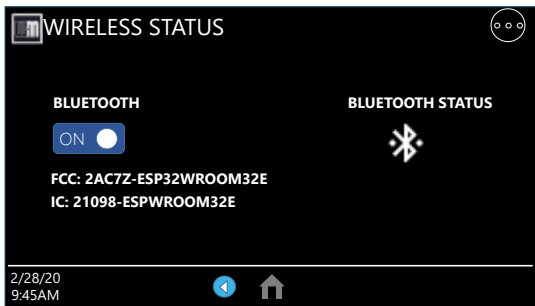 WIRELESS STATUS
BLUETOOTH
BLUETOOTH STATUS
ON
FCC: 2AC7Z-ESP32WROOM32E
IC: 21098-ESPWROOM32E
2/28/20
9:45AM